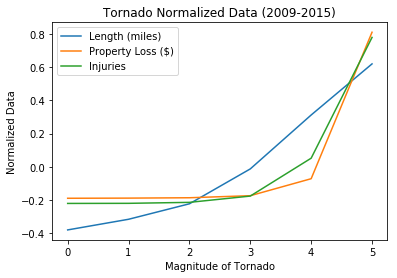 Tornado Normalized Data (2009-2015)
Length (miles)
Property Loss ($)
Injuries
Normalized Data
0.8
0.6
0.4
0.2
0.0
−0.2
−0.4
0 1 2 3 4 5
Magnitude of Tornado